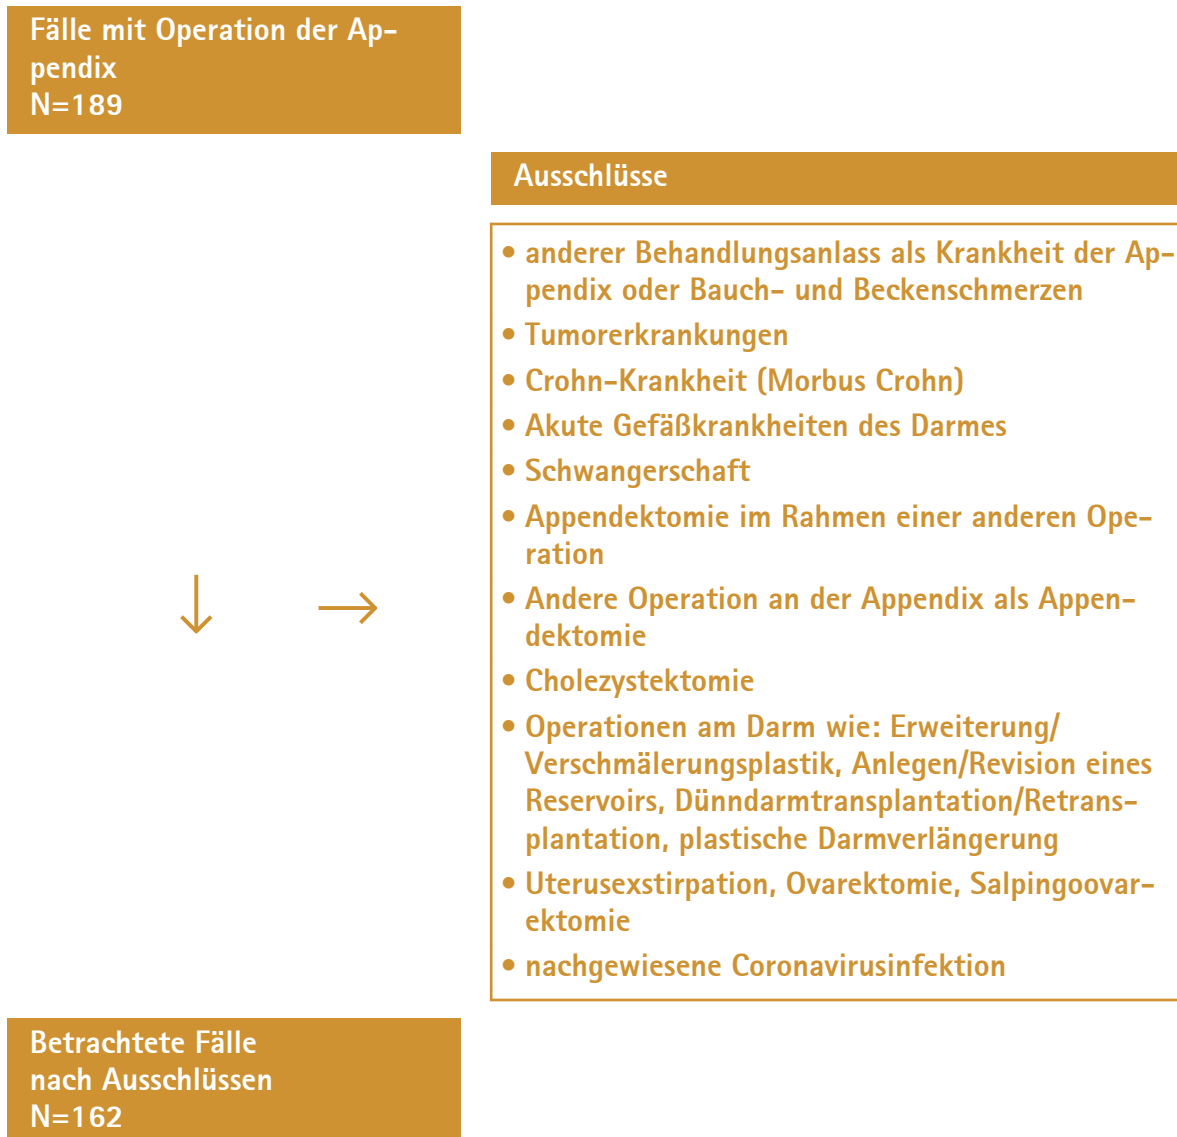 Fälle mit Operation der Ap-
pendix
N=189
Ausschlüsse
• anderer Behandlungsanlass als Krankheit der Ap-
pendix oder Bauch- und Beckenschmerzen
• Tumorerkrankungen
• Crohn-Krankheit (Morbus Crohn)
• Akute Gefäßkrankheiten des Darmes
• Schwangerschaft
• Appendektomie im Rahmen einer anderen Ope-
ration
• Andere Operation an der Appendix als Appen-
dektomie
• Cholezystektomie
• Operationen am Darm wie: Erweiterung/
Verschmälerungsplastik, Anlegen/Revision eines
Reservoirs, Dünndarmtransplantation/Retrans-
plantation, plastische Darmverlängerung
• Uterusexstirpation, Ovarektomie, Salpingoovar-
ektomie
• nachgewiesene Coronavirusinfektion
Betrachtete Fälle
nach Ausschlüssen
N=162